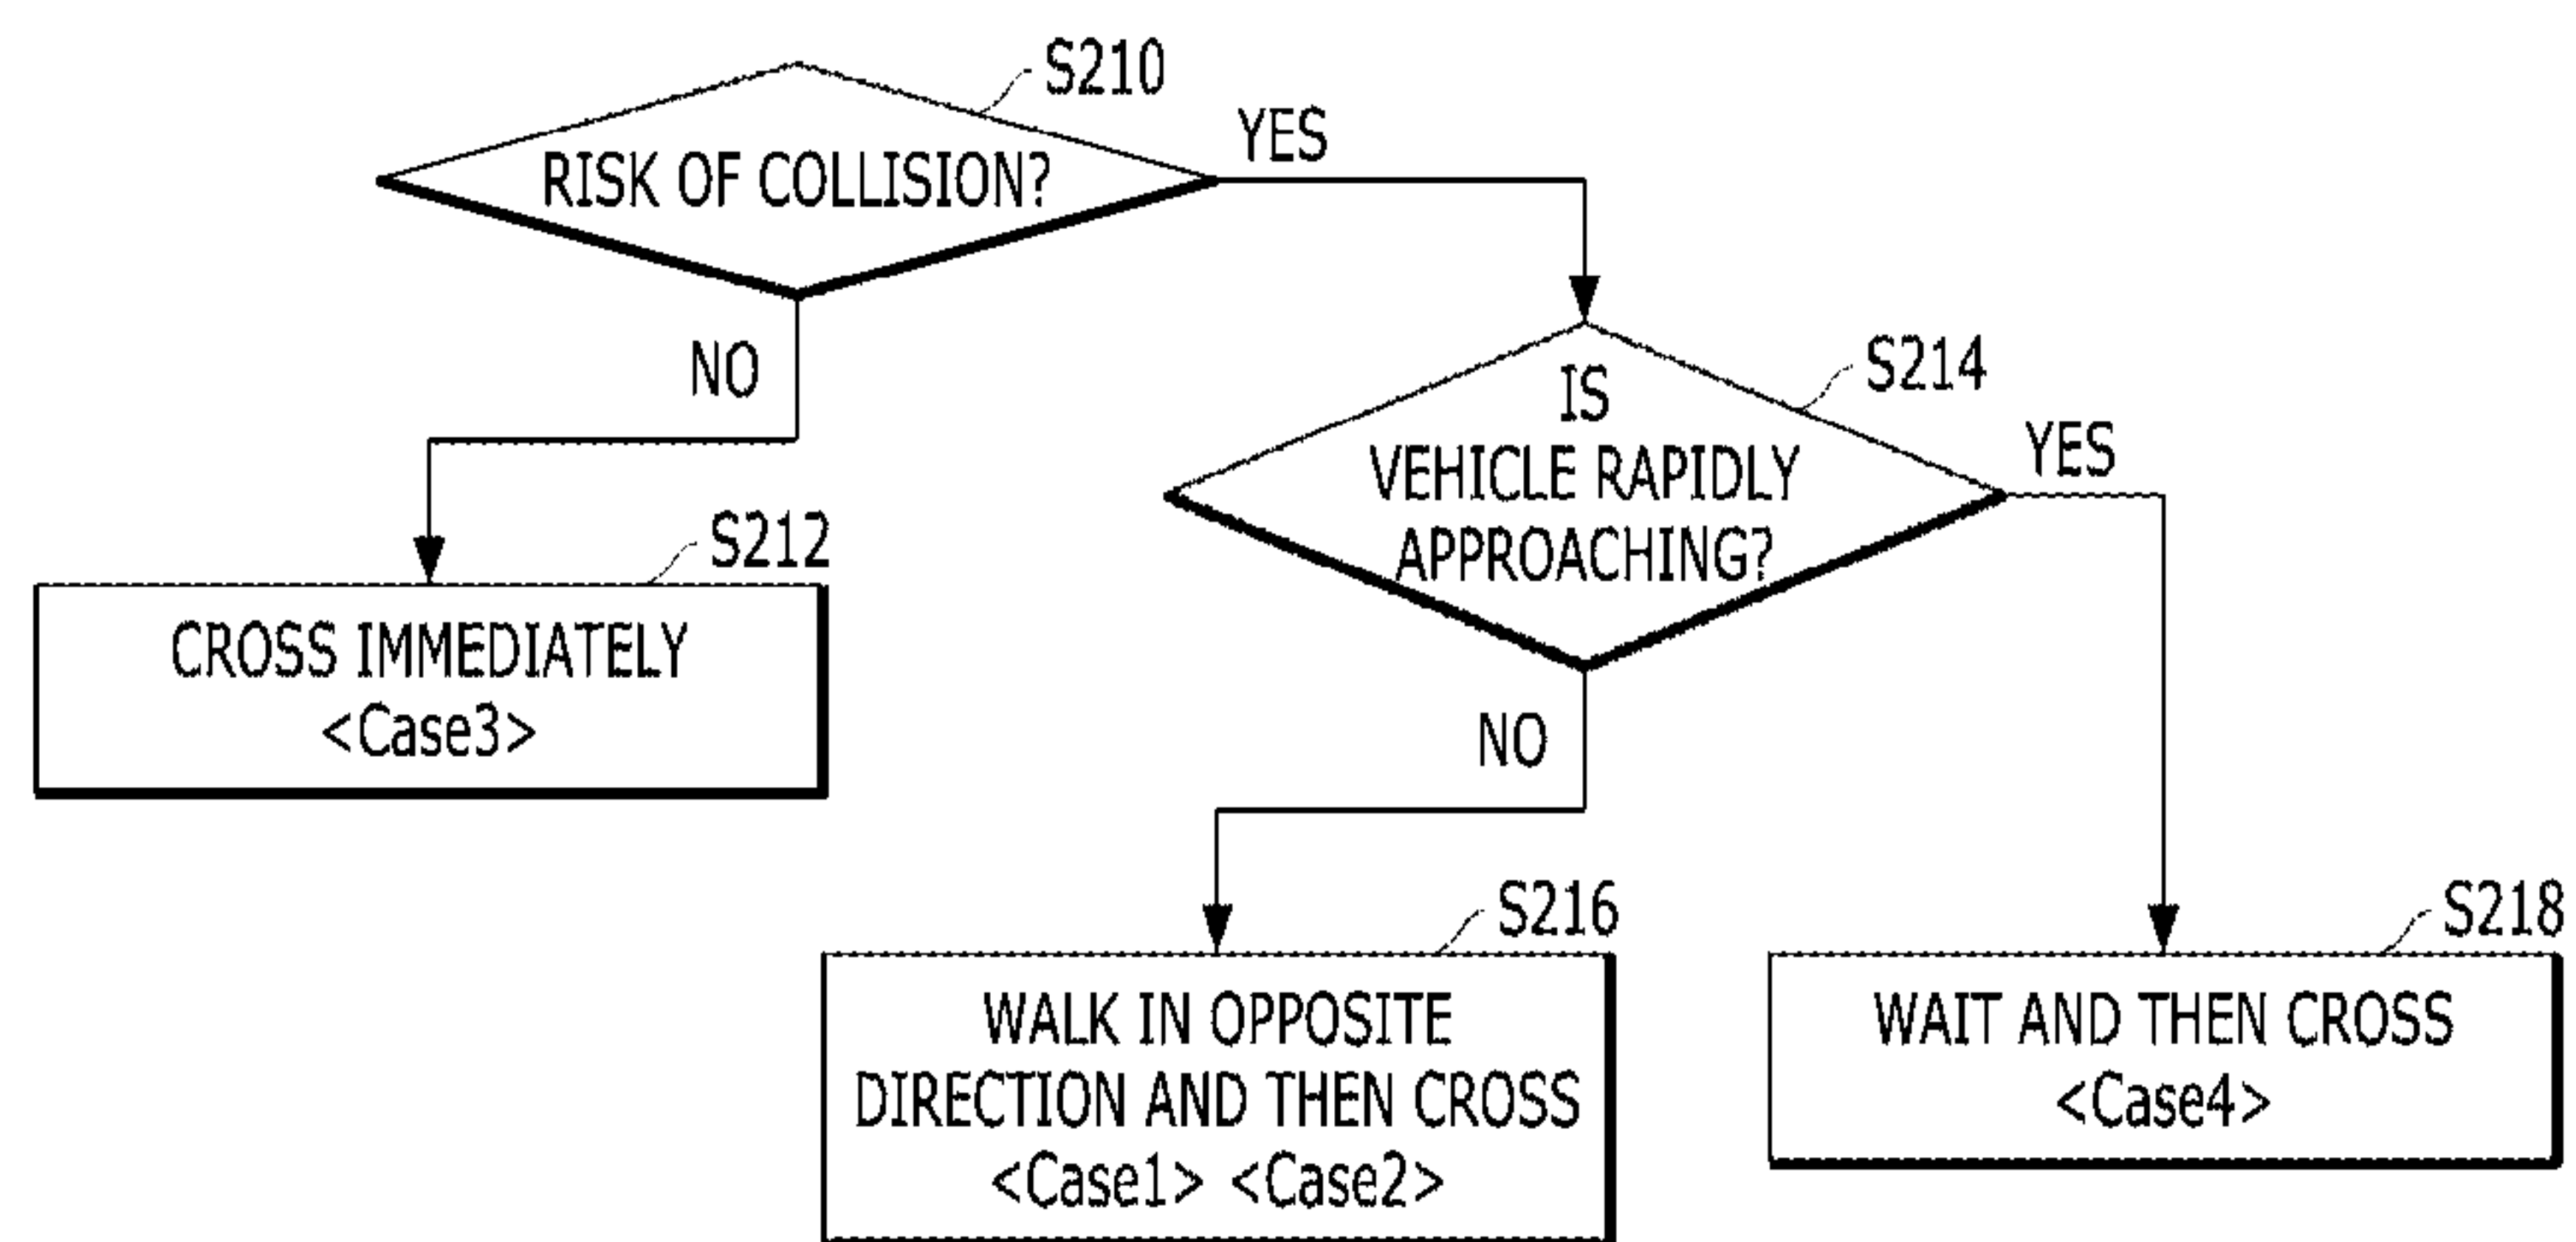 S210
RISK OF COLLISION?
YES
NO
S214
IS
VEHICLE RAPIDLY
APPROACHING?
YES
S212
CROSS IMMEDIATELY
<Case3>
NO
S216
WALK IN OPPOSITE
DIRECTION AND THEN CROSS
<Case1> <Case2>
S218
WAIT AND THEN CROSS
<Case4>